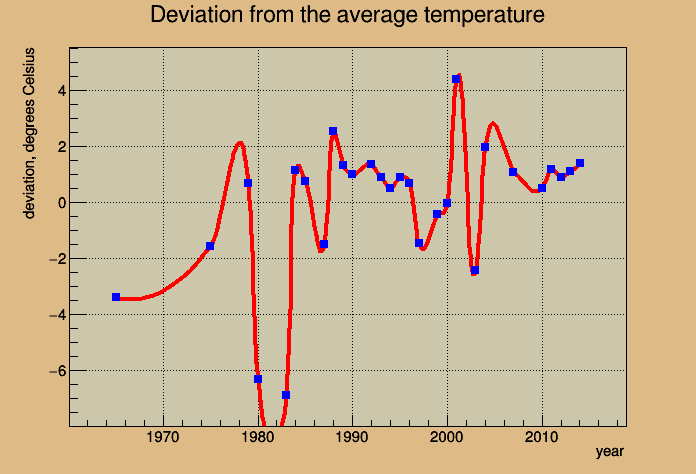 Deviation from the average temperature
deviation, degrees Celsius
4
2
0
−2
−4
−6
1970 1980 1990 2000 2010
year